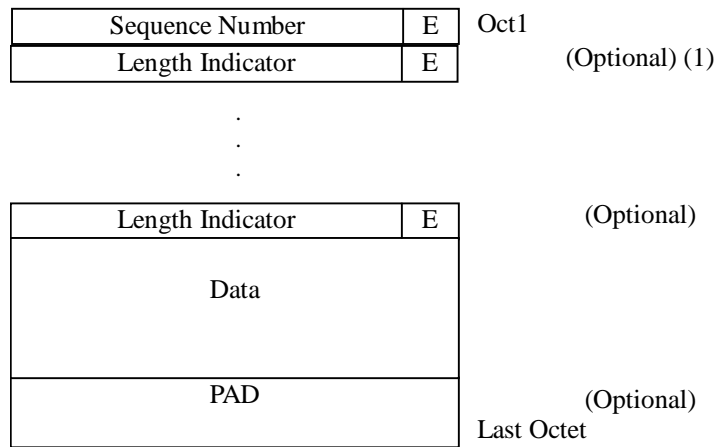 Sequence Number E Oct1
Length Indicator E (Optional) (1)
.
.
.
Length Indicator E (Optional)
Data
PAD (Optional)
Last Octet